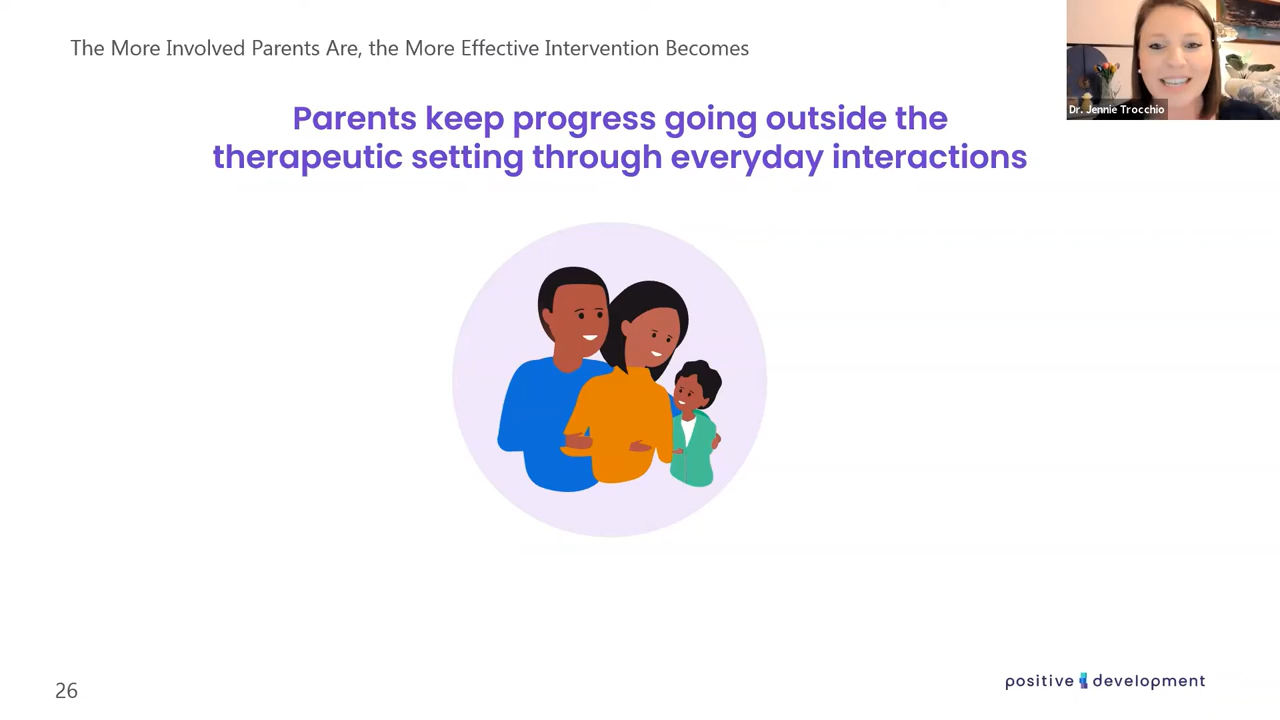 The More Involved Parents Are, the More Effective Intervention Becomes
Dr. Jennie Trocchio
Parents keep progress going outside the
therapeutic setting through everyday interactions
26
positive development